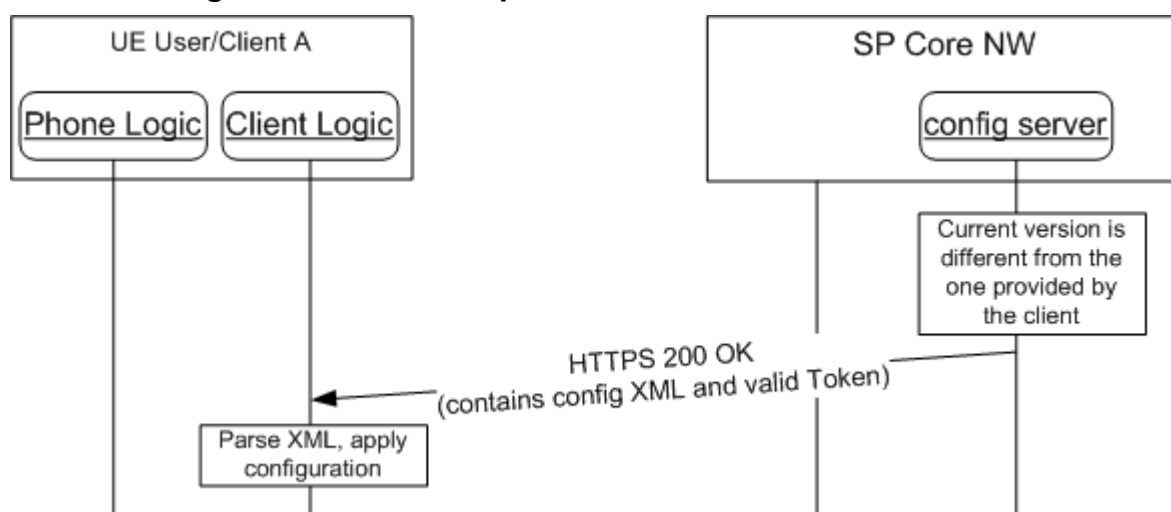 UE User/Client A
SP Core NW
Phone Logic
Client Logic
config server
Current version is
different from the
one provided by
the client
HTTPS 200 OK
(contains config XML and valid Token)
Parse XML, apply
configuration